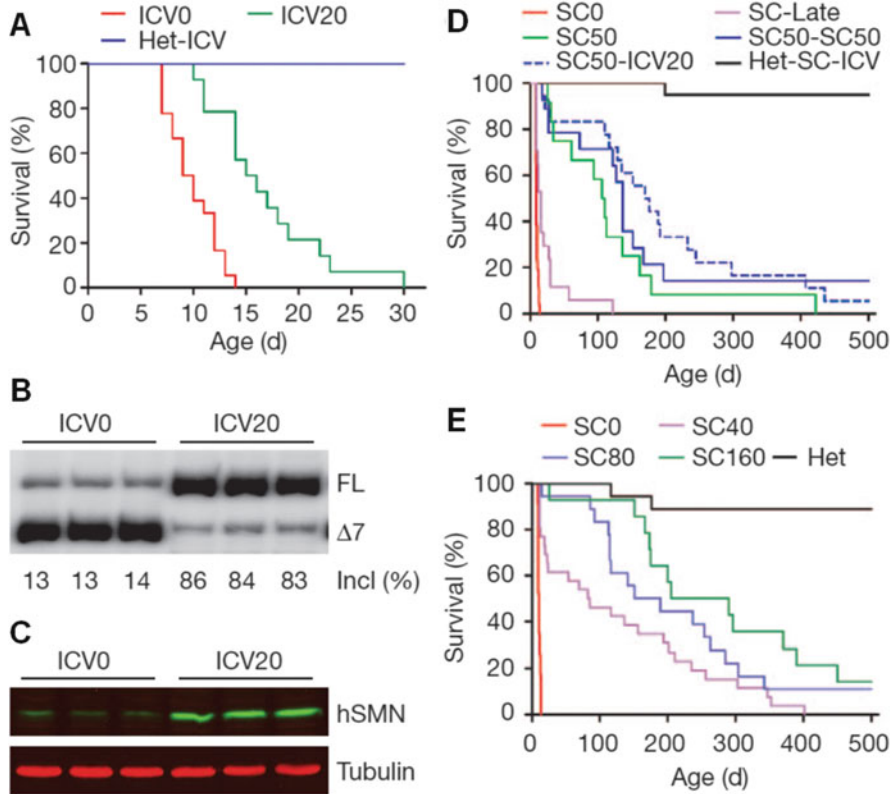 A
ICV0 ICV20
Het-ICV
Survival (%)
100
80
60
40
20
0
0 5 10 15 20 25 30
Age (d)
B
ICV0 ICV20
FL
Δ7
13 13 14 86 84 83 Incl (%)
C
ICV0 ICV20
hSMN
Tubulin
D
SC0 SC-Late
SC50 SC50-SC50
SC50-ICV20 Het-SC-ICV
Survival (%)
100
80
60
40
20
0
0 100 200 300 400 500
Age (d)
E
SC0 SC40
SC80 SC160 Het
Survival (%)
100
80
60
40
20
0
0 100 200 300 400 500
Age (d)